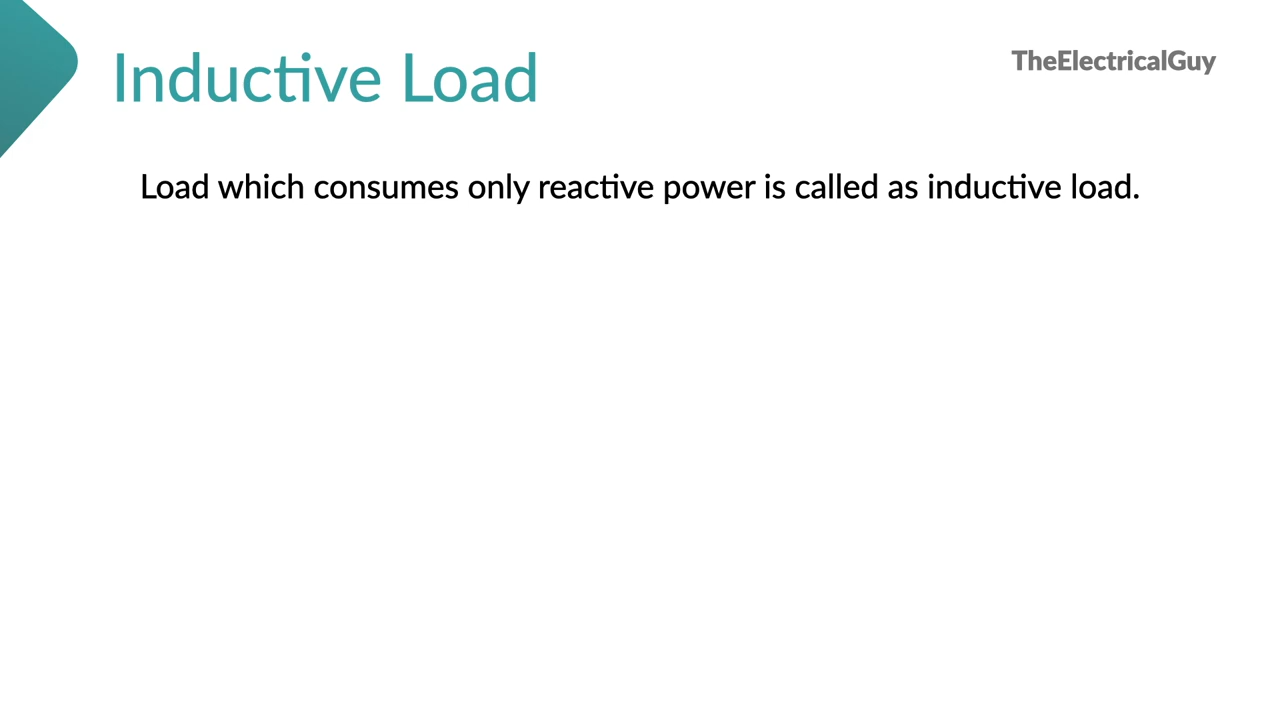 Inductive Load
TheElectricalGuy
Load which consumes only reactive power is called as inductive load.